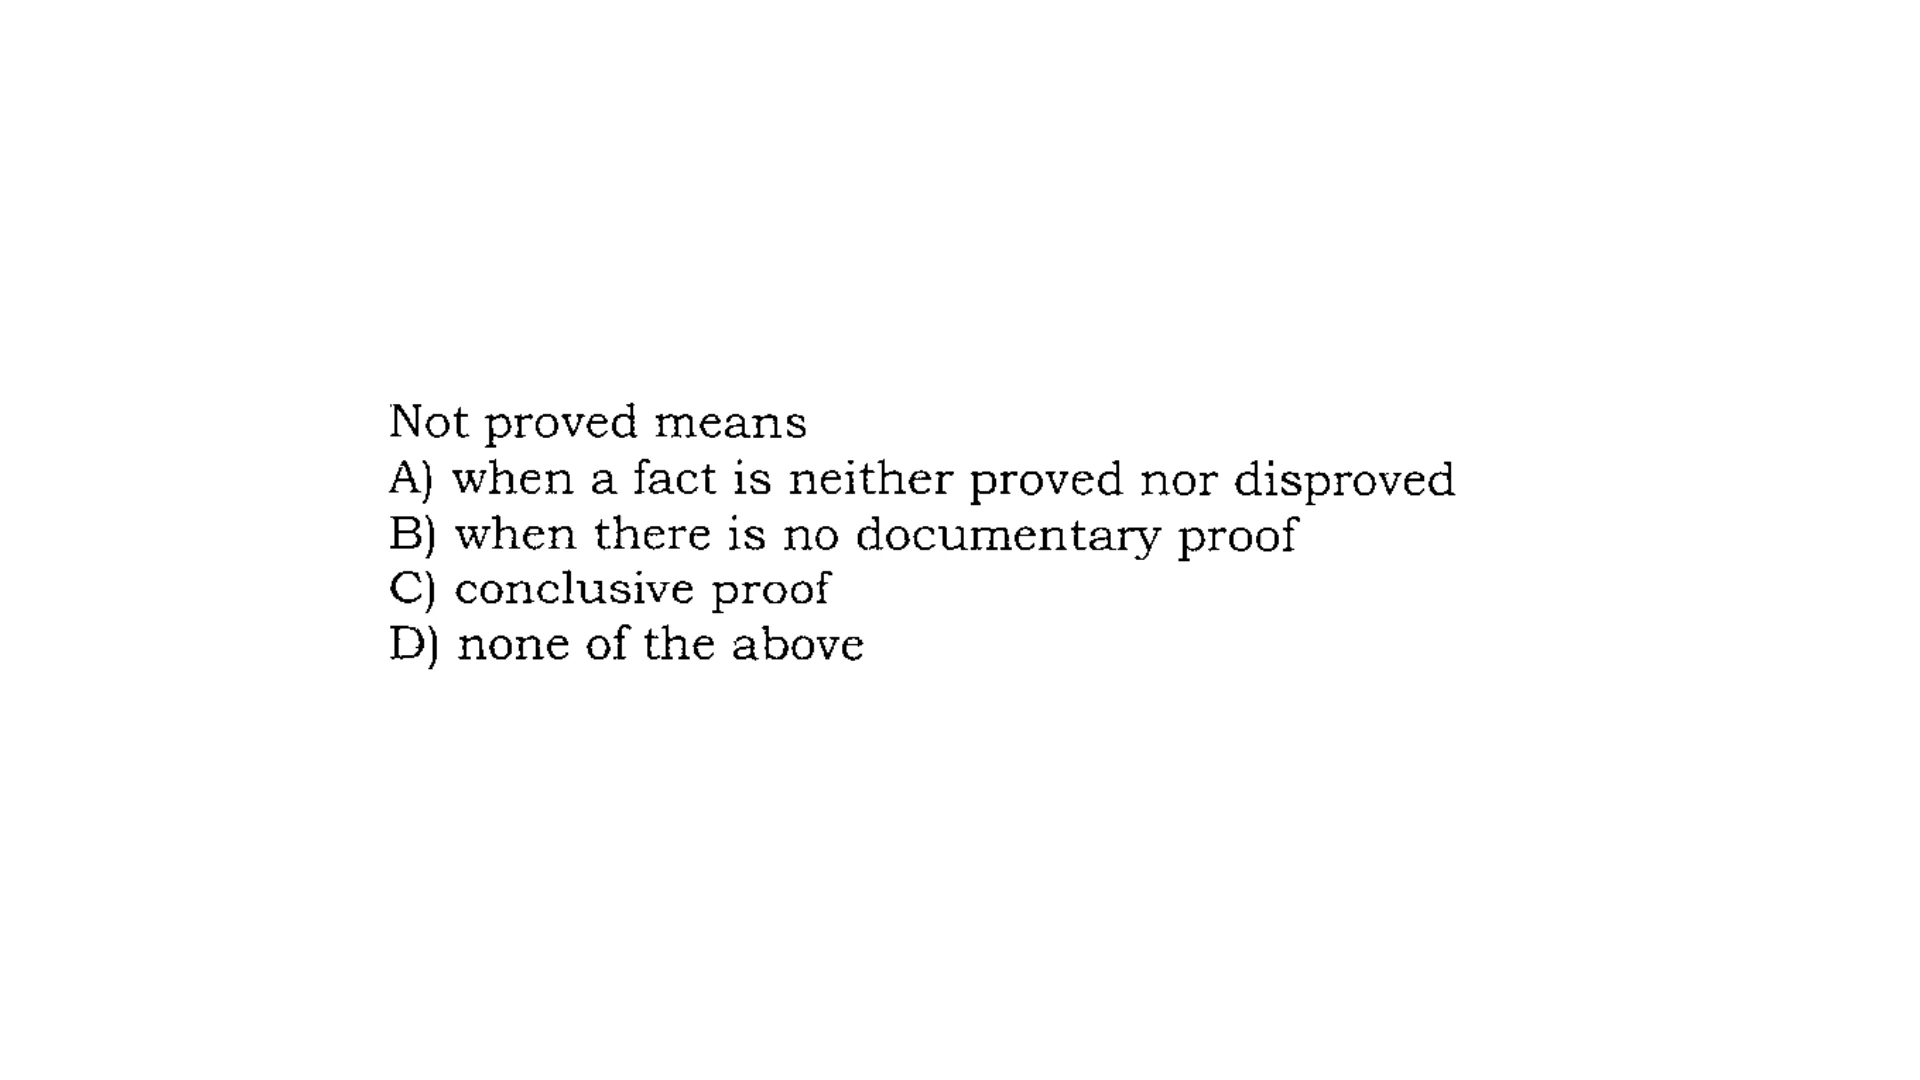 Not proved means
A) when a fact is neither proved nor disproved
B) when there is no documentary proof
C) conclusive proof
D) none of the above